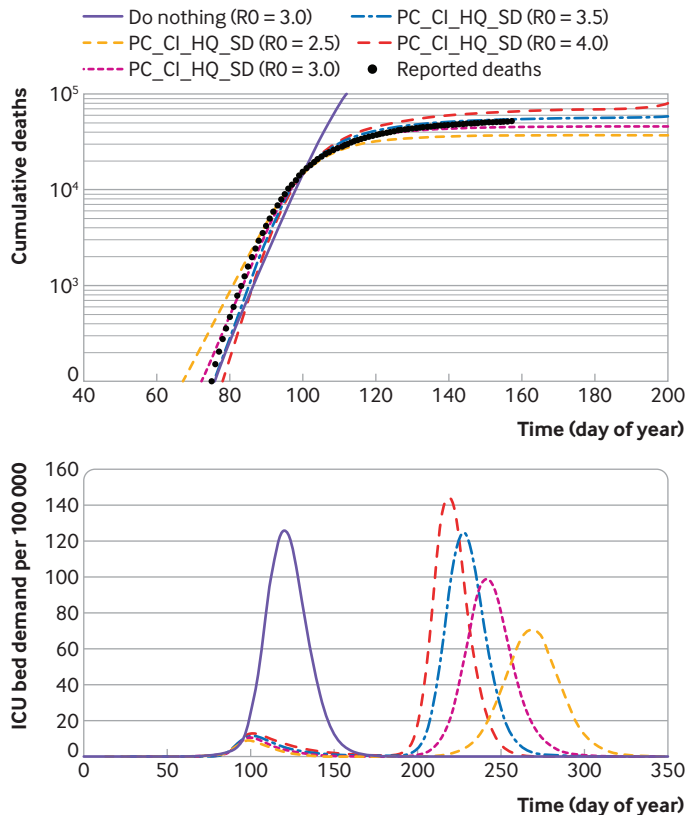 Do nothing (R0 = 3.0)
PC_CI_HQ_SD (R0 = 3.5)
PC_CI_HQ_SD (R0 = 2.5)
PC_CI_HQ_SD (R0 = 4.0)
PC_CI_HQ_SD (R0 = 3.0)
Reported deaths
Cumulative deaths
10⁵
10⁴
10³
0
40 60 80 100 120 140 160 180 200
Time (day of year)
ICU bed demand per 100 000
160
140
120
100
80
60
40
20
0
0 50 100 150 200 250 300 350
Time (day of year)